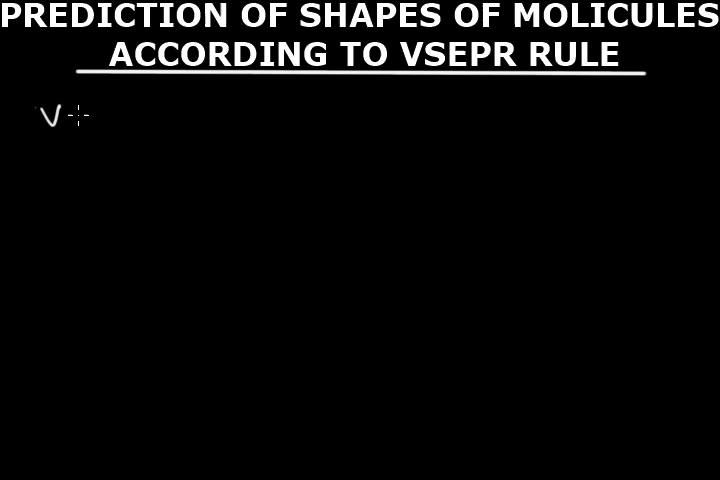 PREDICTION OF SHAPES OF MOLICULES
ACCORDING TO VSEPR RULE
V